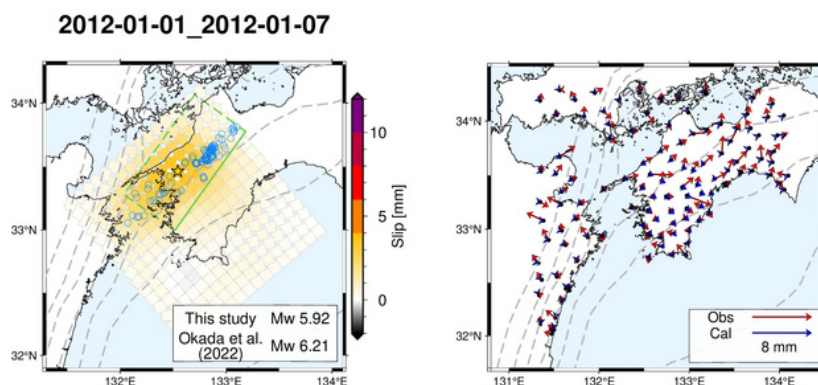 2012-01-01_2012-01-07
34°N
33°N
32°N
132°E
133°E
134°E
This study Mw 5.92
Okada et al. Mw 6.21
(2022)
10
5
0
Slip [mm]
34°N
33°N
32°N
131°E
132°E
133°E
134°E
Obs
Cal
8 mm